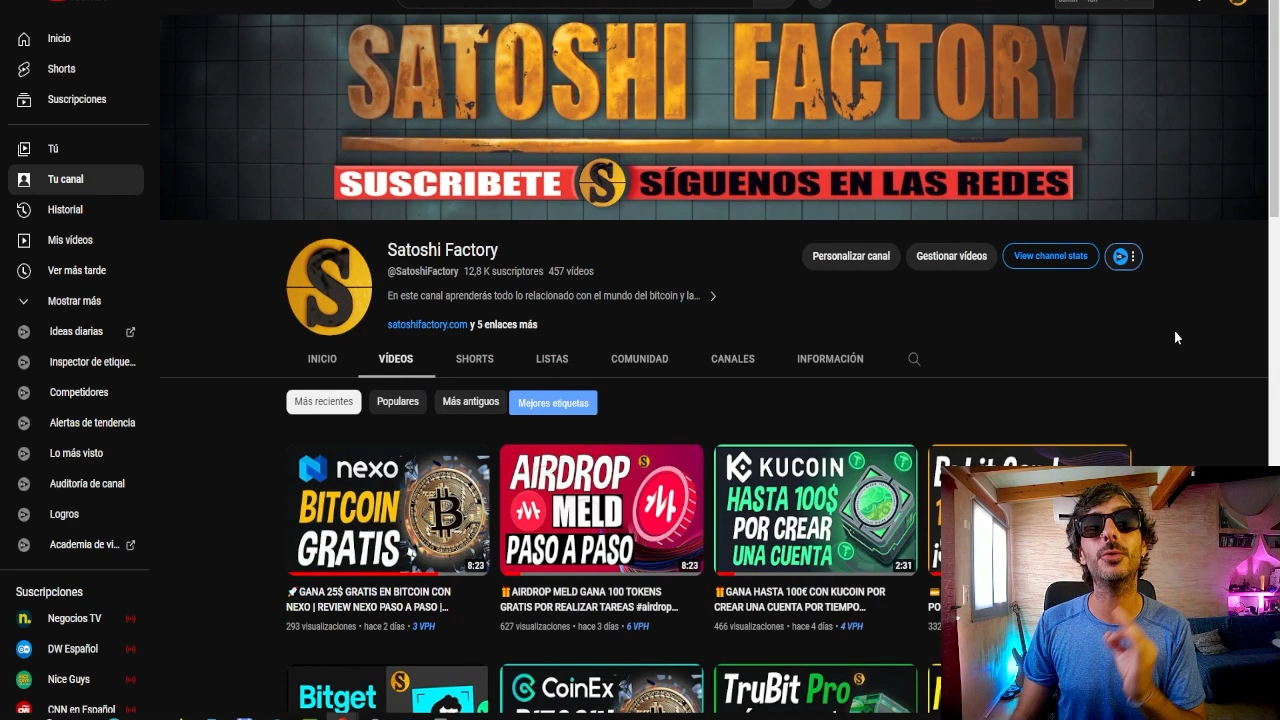 SATOSHI FACTORY
SUSCRIBETE S SÍGUENOS EN LAS REDES
Inicio
Shorts
Suscripciones
Tú
Tu canal
Historial
Mis vídeos
Ver más tarde
Mostrar más
Ideas diarias
Inspector de etique...
Competidores
Alertas de tendencia
Lo más visto
Auditoría de canal
Logros
Academia de vi...
Suscripciones
Negocios TV
DW Español
Nice Guys
CNN en Español
S
Satoshi Factory
@SatoshiFactory 12,8 K suscriptores 457 vídeos
En este canal aprenderás todo lo relacionado con el mundo del bitcoin y la...
satoshifactory.com y 5 enlaces más
Personalizar canal
Gestionar vídeos
View channel stats
INICIO
VÍDEOS
SHORTS
LISTAS
COMUNIDAD
CANALES
INFORMACIÓN
Más recientes
Populares
Más antiguos
Mejores etiquetas
nexo
BITCOIN
GRATIS
8:23
🚀GANA 25$ GRATIS EN BITCOIN CON
NEXO | REVIEW NEXO PASO A PASO |...
293 visualizaciones • hace 2 días • 3 VPH
AIRDROP
MELD
PASO A PASO
8:23
🎁AIRDROP MELD GANA 100 TOKENS
GRATIS POR REALIZAR TAREAS #airdrop...
627 visualizaciones • hace 3 días • 6 VPH
KUCOIN
HASTA 100$
POR CREAR
UNA CUENTA
2:31
🎁GANA HASTA 100€ CON KUCOIN POR
CREAR UNA CUENTA POR TIEMPO...
466 visualizaciones • hace 4 días • 4 VPH
PO
332
Bitget
CoinEx
TruBit Pro